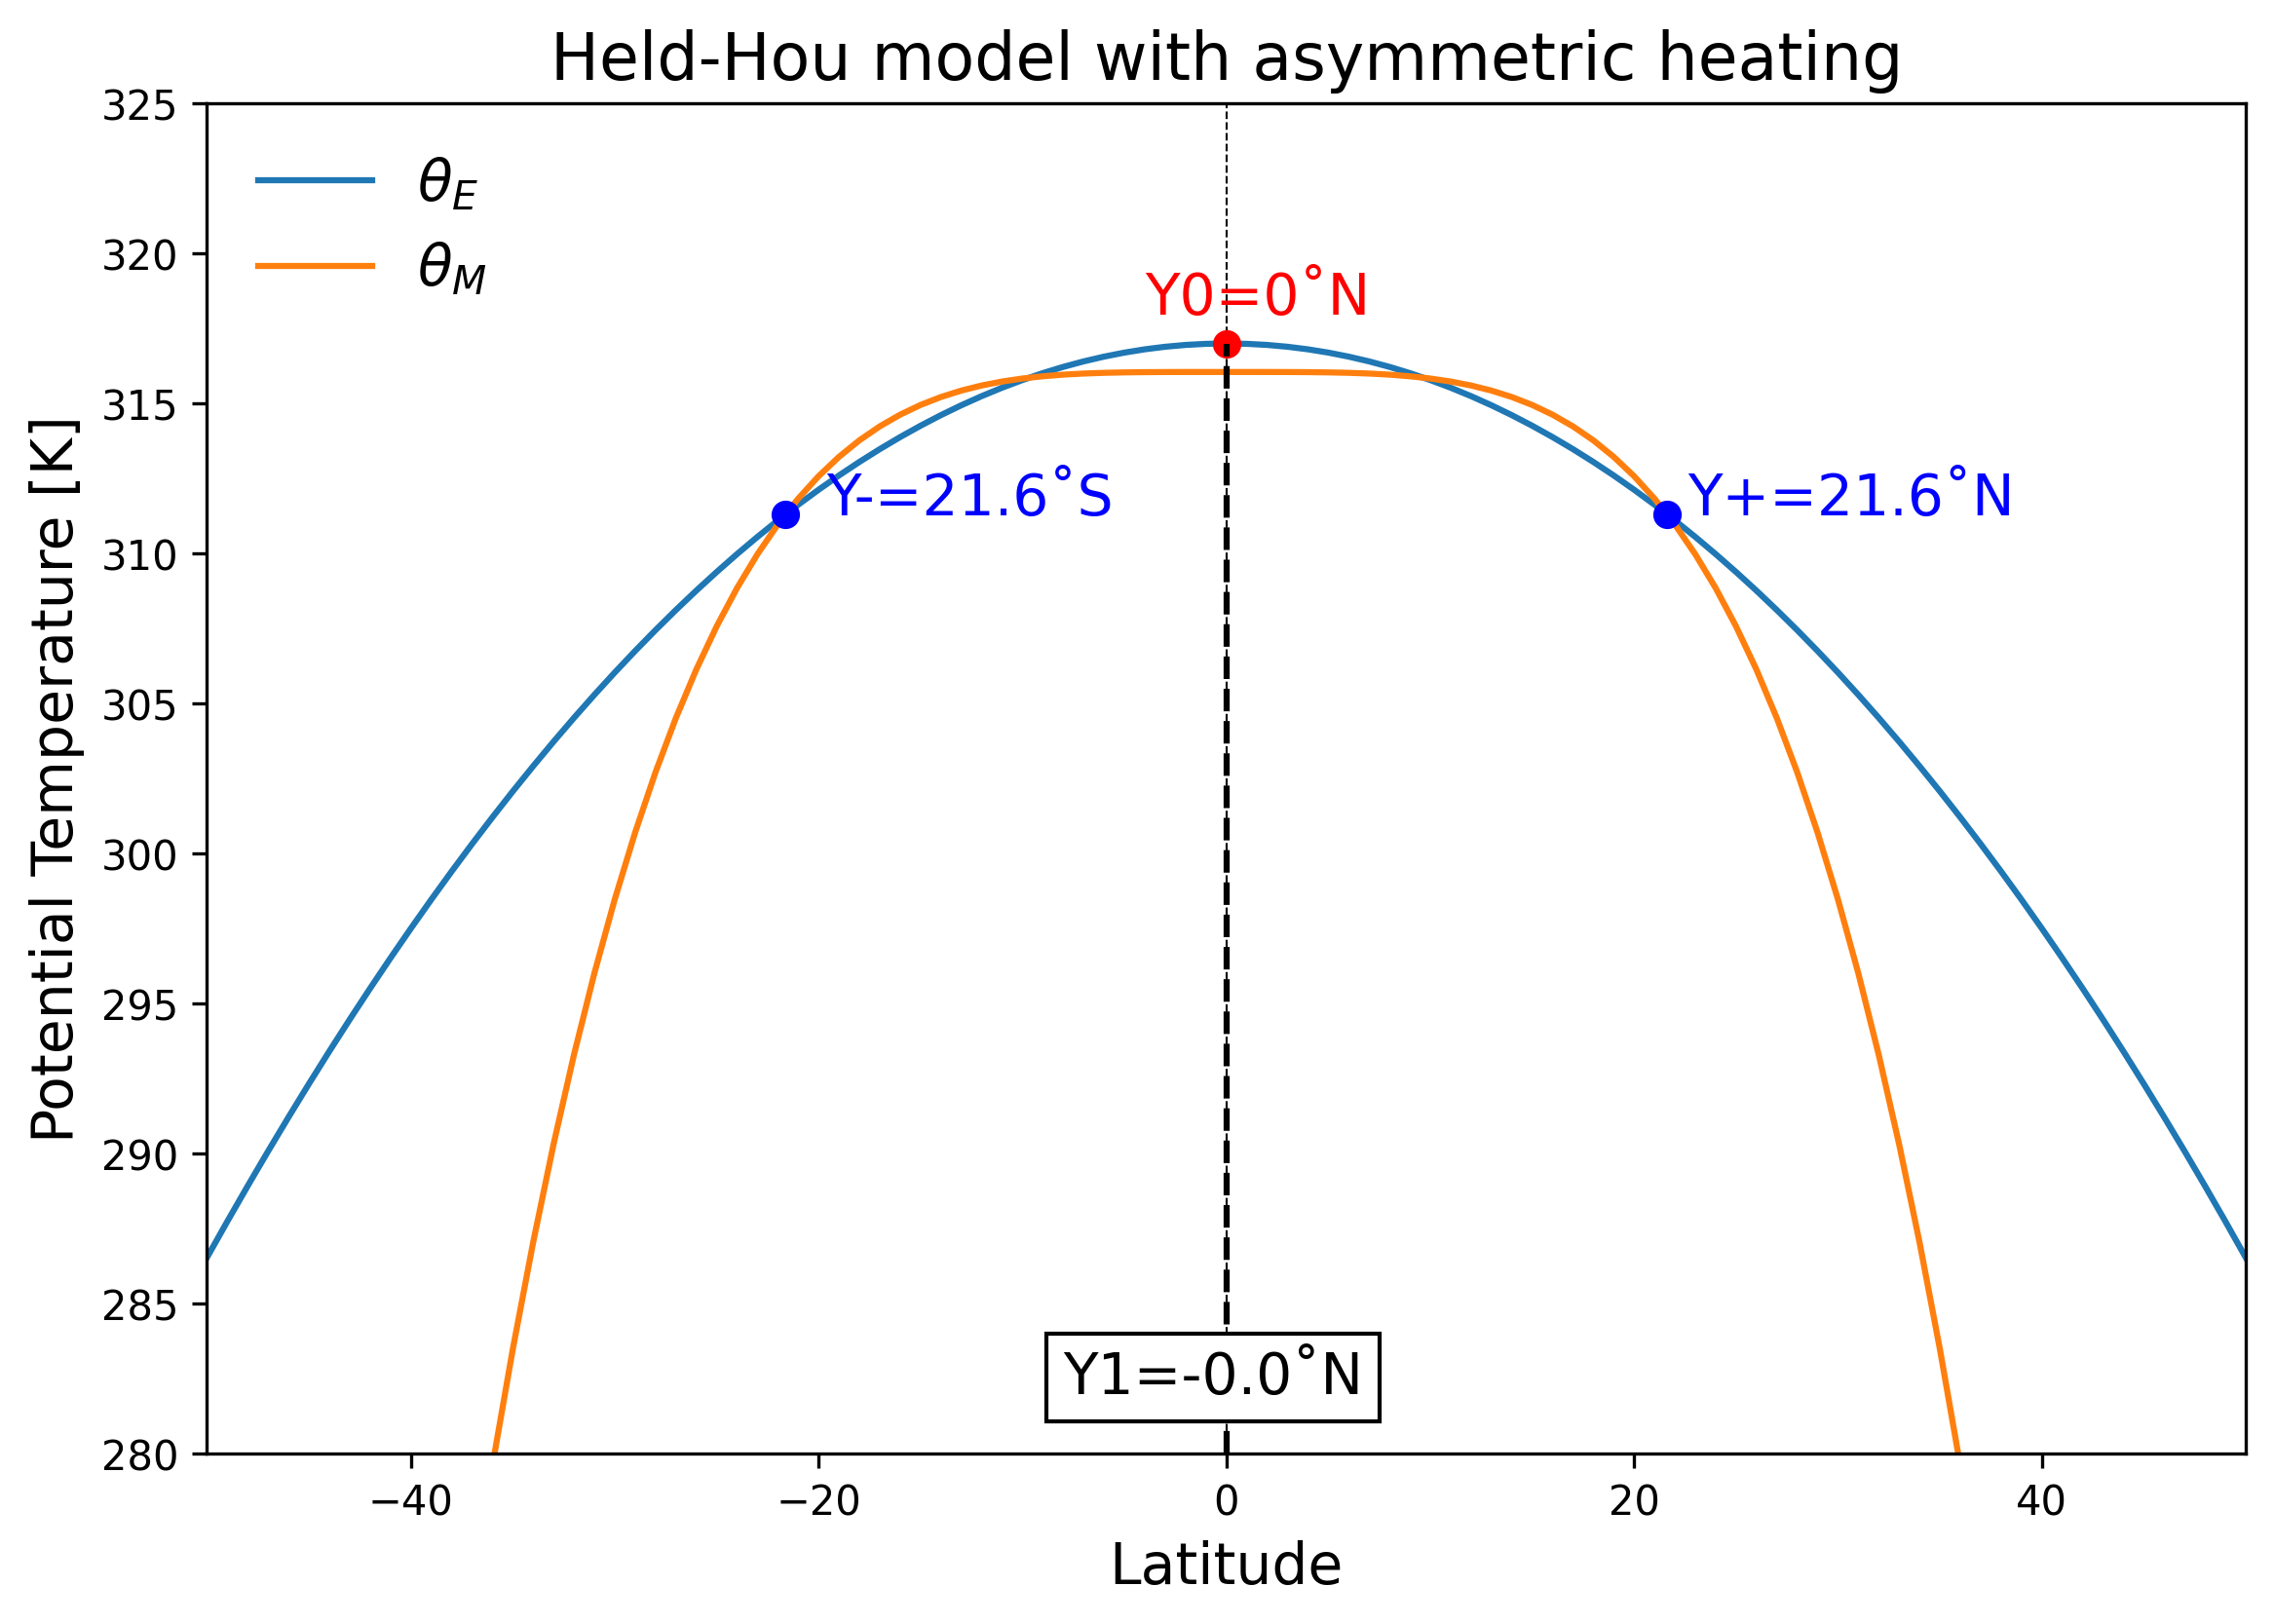 Held-Hou model with asymmetric heating
325
320
315
310
305
300
295
290
285
280
Potential Temperature [K]
θE
θM
Y0=0˚N
Y-=21.6˚S
Y+=21.6˚N
Y1=-0.0˚N
−40
−20
0
20
40
Latitude